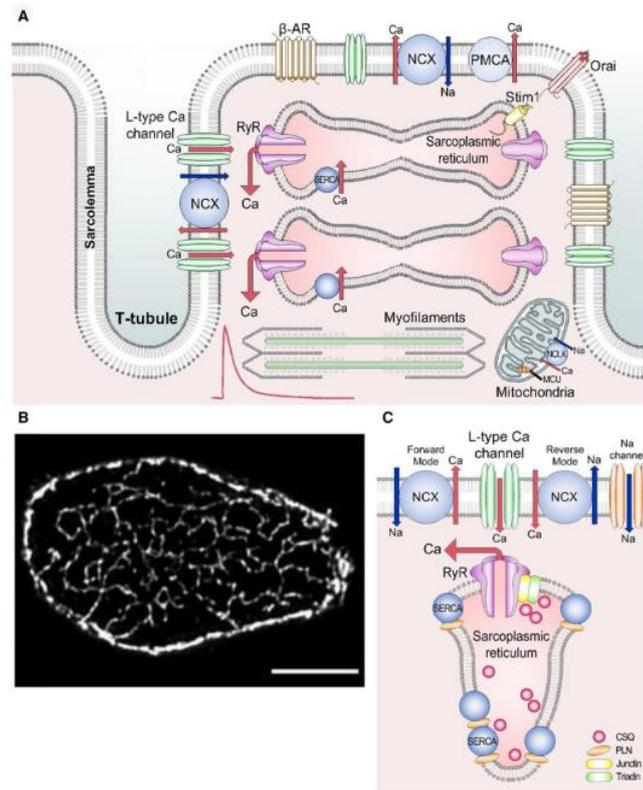 A
β-AR
Ca
Ca
NCX
PMCA
Orai
Na
Stim1
L-type Ca
channel
RyR
Ca
Sarcoplasmic
reticulum
SERCA
Ca
Ca
NCX
Sarcolemma
Ca
Ca
Ca
T-tubule
Myofilaments
Na
NCLX
Ca
MCU
Mitochondria
B
C
Forward
Mode
Ca
L-type Ca
channel
Reverse
Mode
Na
Na
channel
NCX
NCX
Na
Ca
Ca
Na
Ca
RyR
SERCA
Sarcoplasmic
reticulum
SERCA
CSQ
PLN
Junctin
Triadin